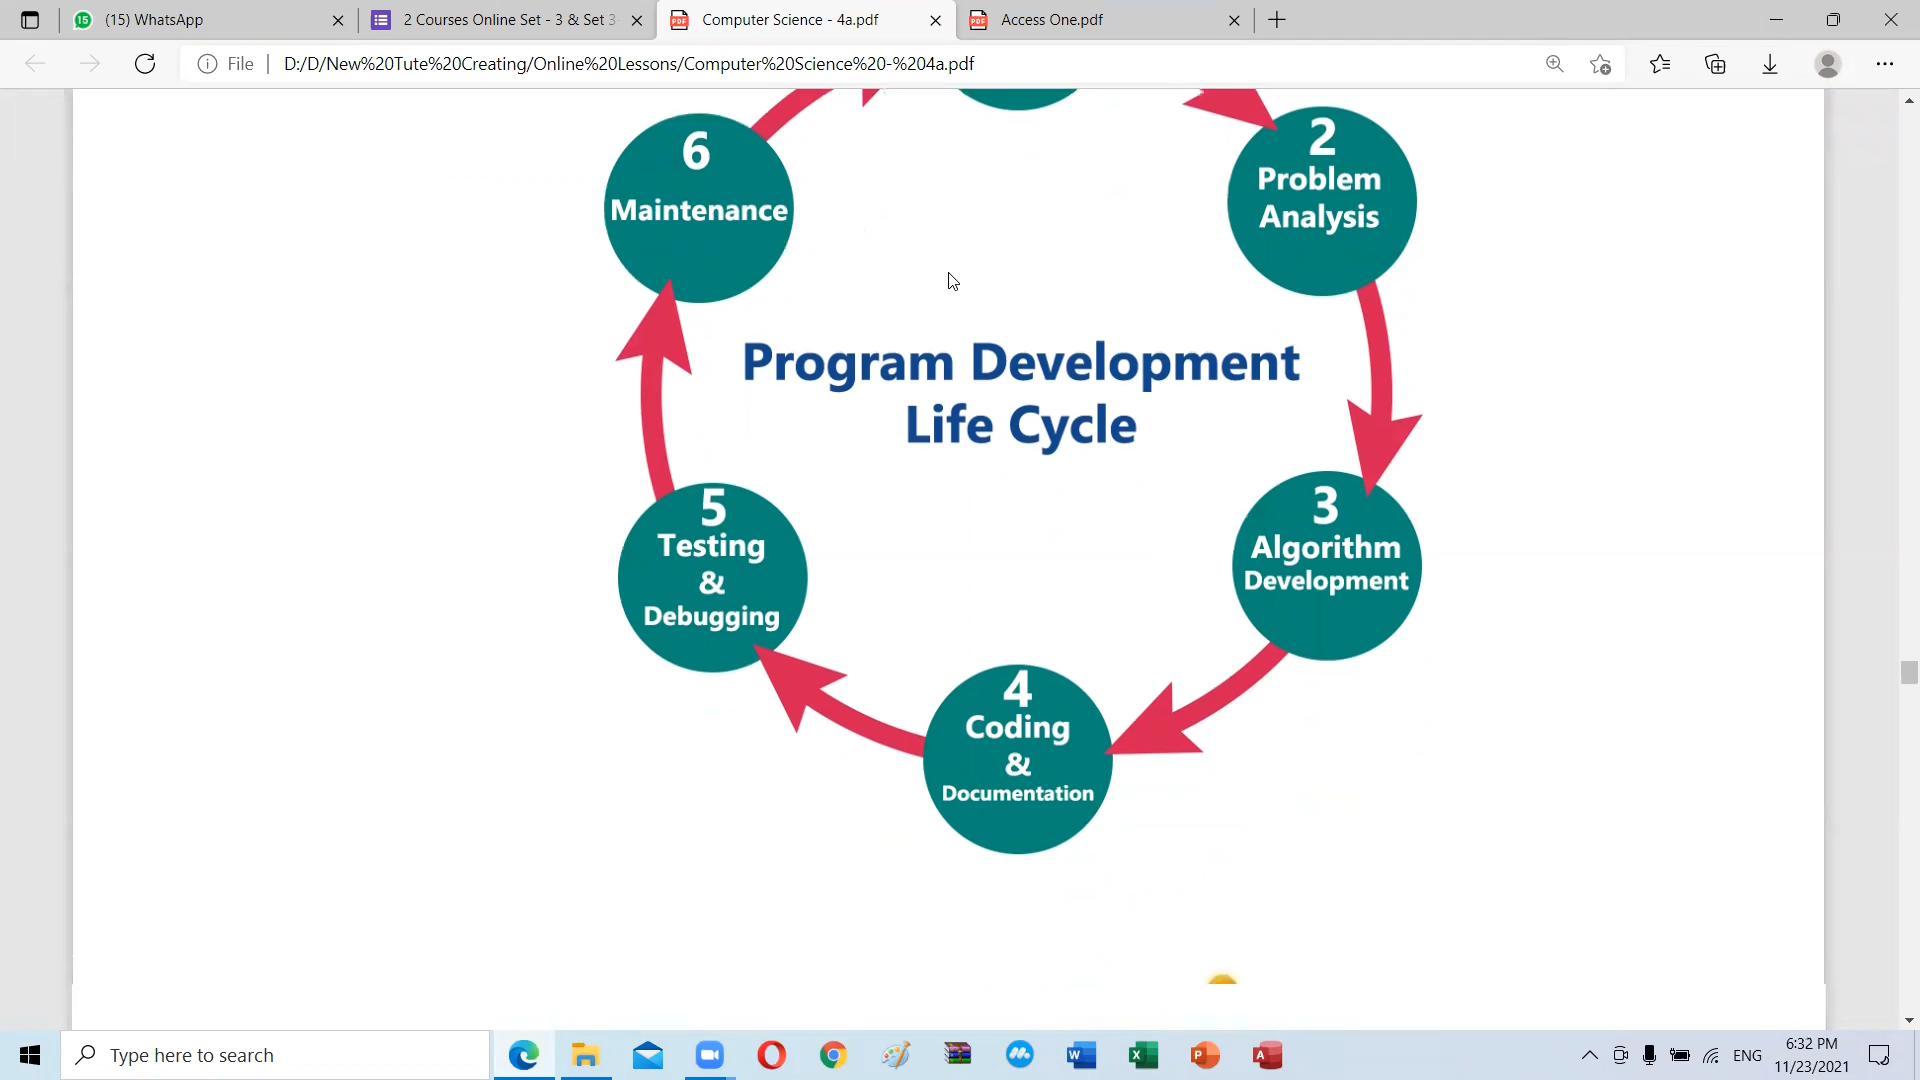 15
(15) WhatsApp
2 Courses Online Set - 3 & Set 3
Computer Science - 4a.pdf
Access One.pdf
File
D:/D/New%20Tute%20Creating/Online%20Lessons/Computer%20Science%20-%204a.pdf
6
Maintenance
2
Problem
Analysis
Program Development
Life Cycle
5
Testing
&
Debugging
3
Algorithm
Development
4
Coding
&
Documentation
Type here to search
ENG
6:32 PM
11/23/2021